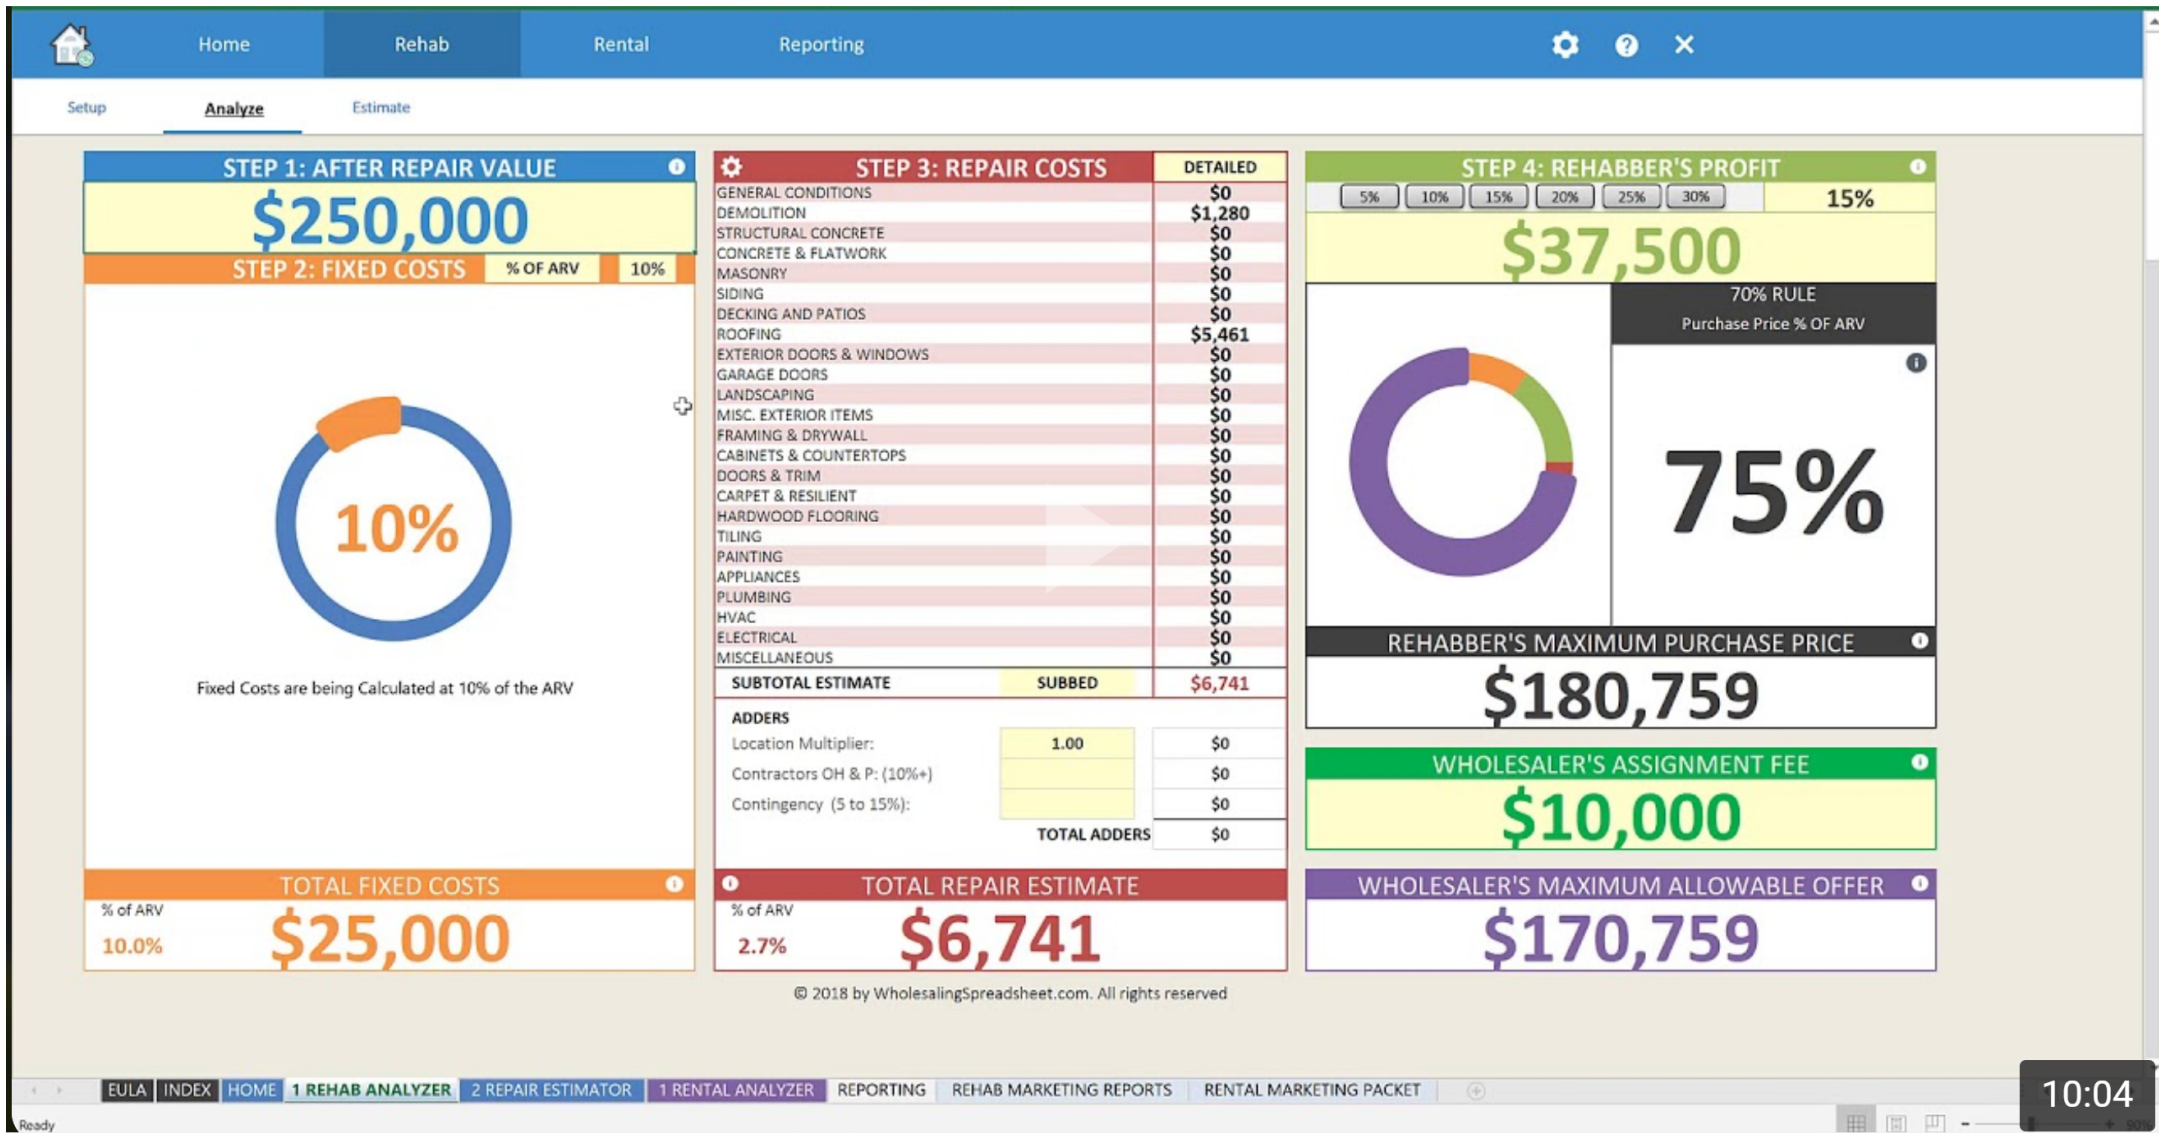 Home Rehab Rental Reporting
Setup Analyze Estimate
STEP 1: AFTER REPAIR VALUE
$250,000
STEP 2: FIXED COSTS % OF ARV 10%
10%
Fixed Costs are being Calculated at 10% of the ARV
TOTAL FIXED COSTS
% of ARV
10.0% $25,000
STEP 3: REPAIR COSTS DETAILED
GENERAL CONDITIONS $0
DEMOLITION $1,280
STRUCTURAL CONCRETE $0
CONCRETE & FLATWORK $0
MASONRY $0
SIDING $0
DECKING AND PATIOS $0
ROOFING $5,461
EXTERIOR DOORS & WINDOWS $0
GARAGE DOORS $0
LANDSCAPING $0
MISC. EXTERIOR ITEMS $0
FRAMING & DRYWALL $0
CABINETS & COUNTERTOPS $0
DOORS & TRIM $0
CARPET & RESILIENT $0
HARDWOOD FLOORING $0
TILING $0
PAINTING $0
APPLIANCES $0
PLUMBING $0
HVAC $0
ELECTRICAL $0
MISCELLANEOUS $0
SUBTOTAL ESTIMATE SUBBED $6,741
ADDERS
Location Multiplier: 1.00 $0
Contractors OH & P: (10%+) $0
Contingency (5 to 15%): $0
TOTAL ADDERS $0
TOTAL REPAIR ESTIMATE
% of ARV
2.7% $6,741
STEP 4: REHABBER'S PROFIT
5% 10% 15% 20% 25% 30% 15%
$37,500
70% RULE
Purchase Price % OF ARV
75%
REHABBER'S MAXIMUM PURCHASE PRICE
$180,759
WHOLESALER'S ASSIGNMENT FEE
$10,000
WHOLESALER'S MAXIMUM ALLOWABLE OFFER
$170,759
© 2018 by WholesalingSpreadsheet.com. All rights reserved
EULA INDEX HOME 1 REHAB ANALYZER 2 REPAIR ESTIMATOR 1 RENTAL ANALYZER REPORTING REHAB MARKETING REPORTS RENTAL MARKETING PACKET
10:04
Ready